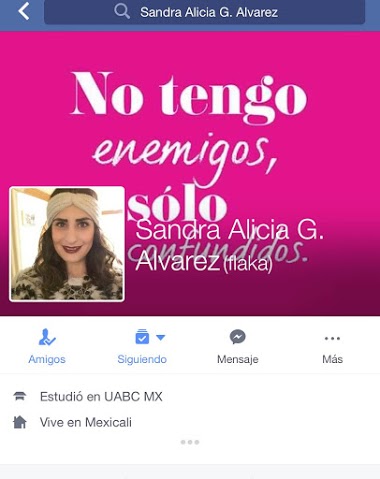 Sandra Alicia G. Alvarez
No tengo
enemigos,
sólo
confundidos.
Sandra Alicia G.
Alvarez (flaka)
Amigos
Siguiendo
Mensaje
Más
Estudió en UABC MX
Vive en Mexicali